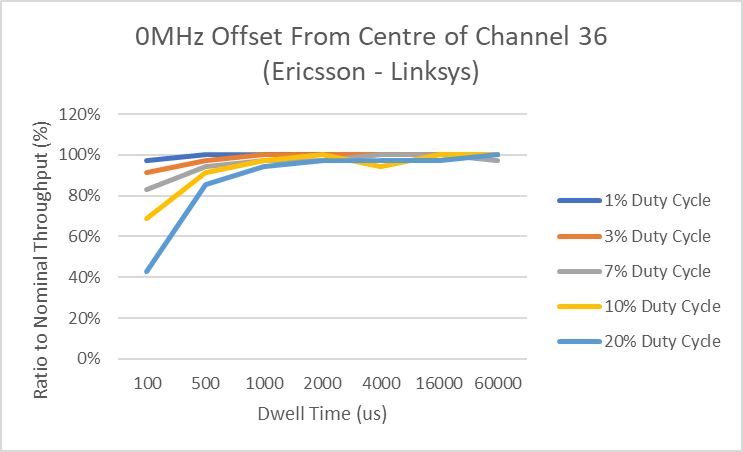 0MHz Offset From Centre of Channel 36
(Ericsson - Linksys)
120%
100%
80%
60%
40%
20%
0%
Ratio to Nominal Throughput (%)
100 500 1000 2000 4000 16000 60000
Dwell Time (us)
1% Duty Cycle
3% Duty Cycle
7% Duty Cycle
10% Duty Cycle
20% Duty Cycle